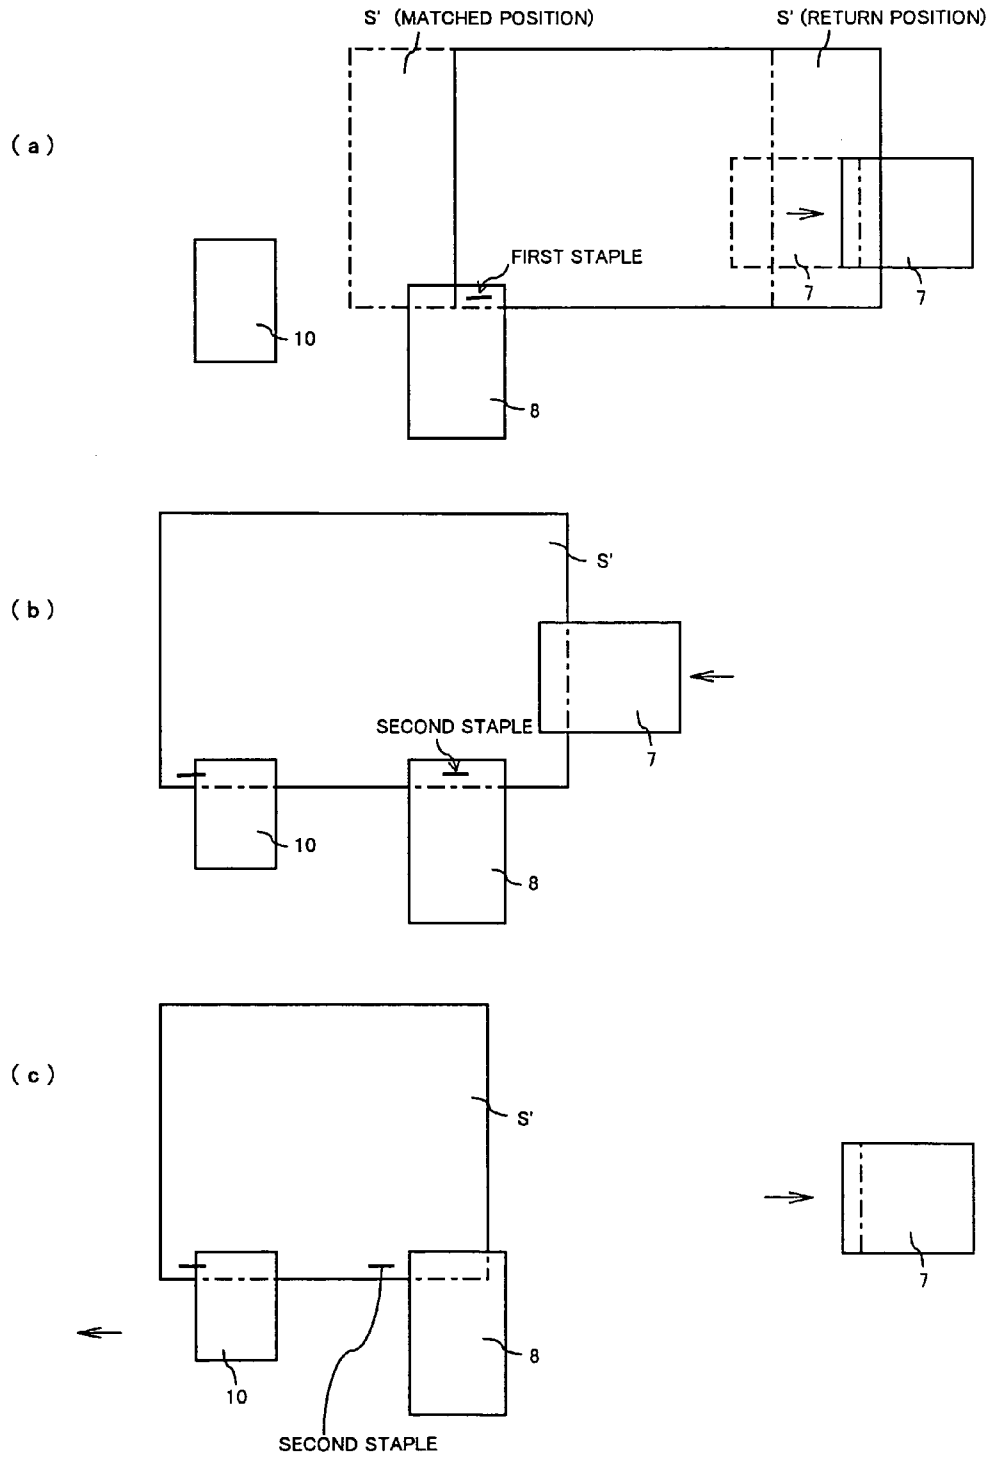 S' (MATCHED POSITION)
S' (RETURN POSITION)
(a)
FIRST STAPLE
7
7
10
8
(b)
S'
SECOND STAPLE
7
10
8
(c)
S'
7
8
10
SECOND STAPLE